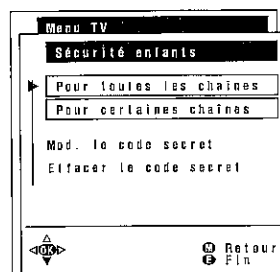 Menu TV
Sécurité enfants
Pour toutes les chaînes
Pour certaines chaînes
Mod. le code secret
Effacer le code secret
OK
M Retour
E Fin